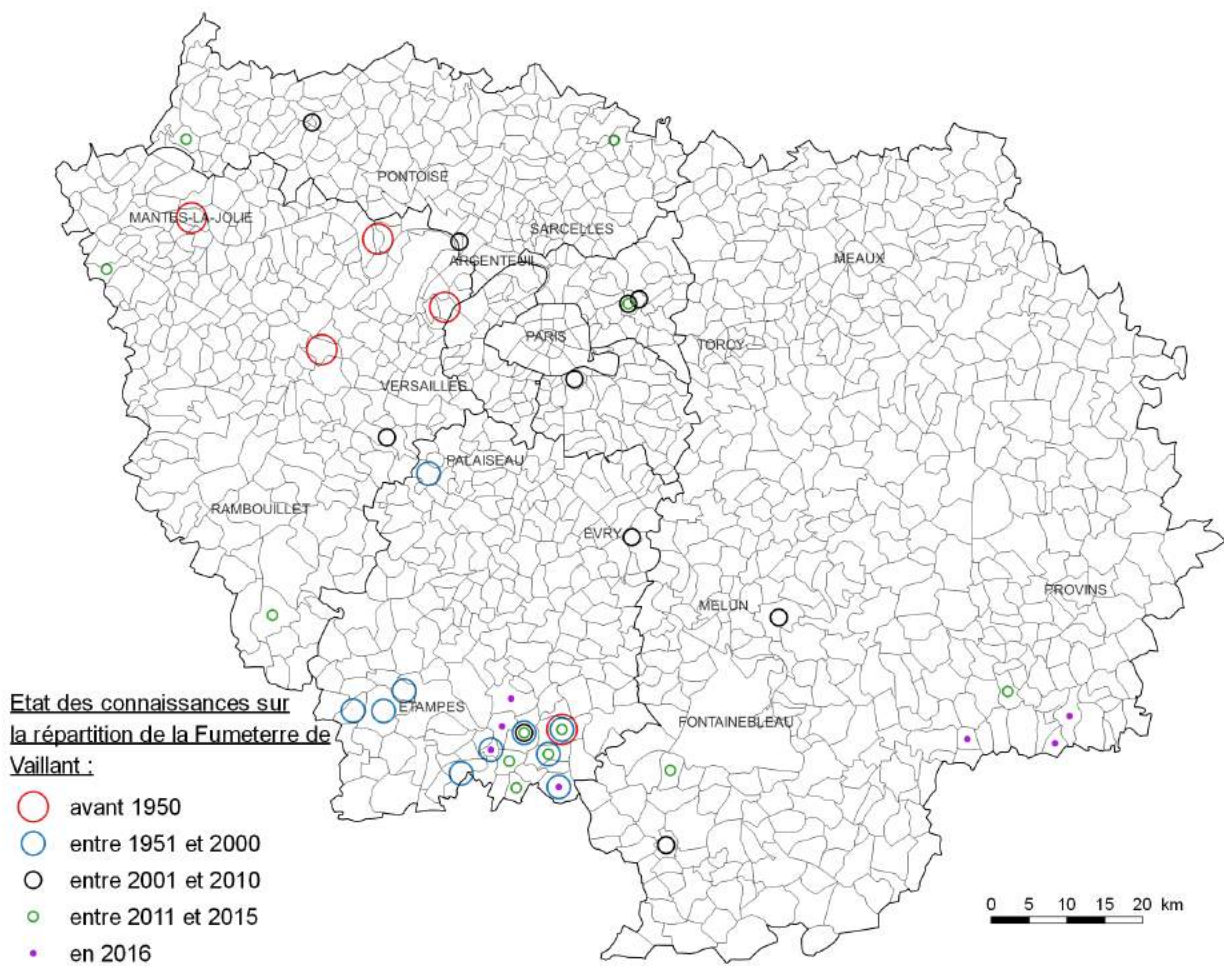 PONTOISE
MANTES-LA-JOLIE
SARCELLES
ARGENTEUIL
MEAUX
PARIS
TORCY
VERSAILLES
PALAISEAU
RAMBOUILLET
EVRY
PROVINS
MELUN
ETAMPES
FONTAINEBLEAU
Etat des connaissances sur
la répartition de la Fumeterre de
Vaillant :
avant 1950
entre 1951 et 2000
entre 2001 et 2010
entre 2011 et 2015
en 2016
0 5 10 15 20 km